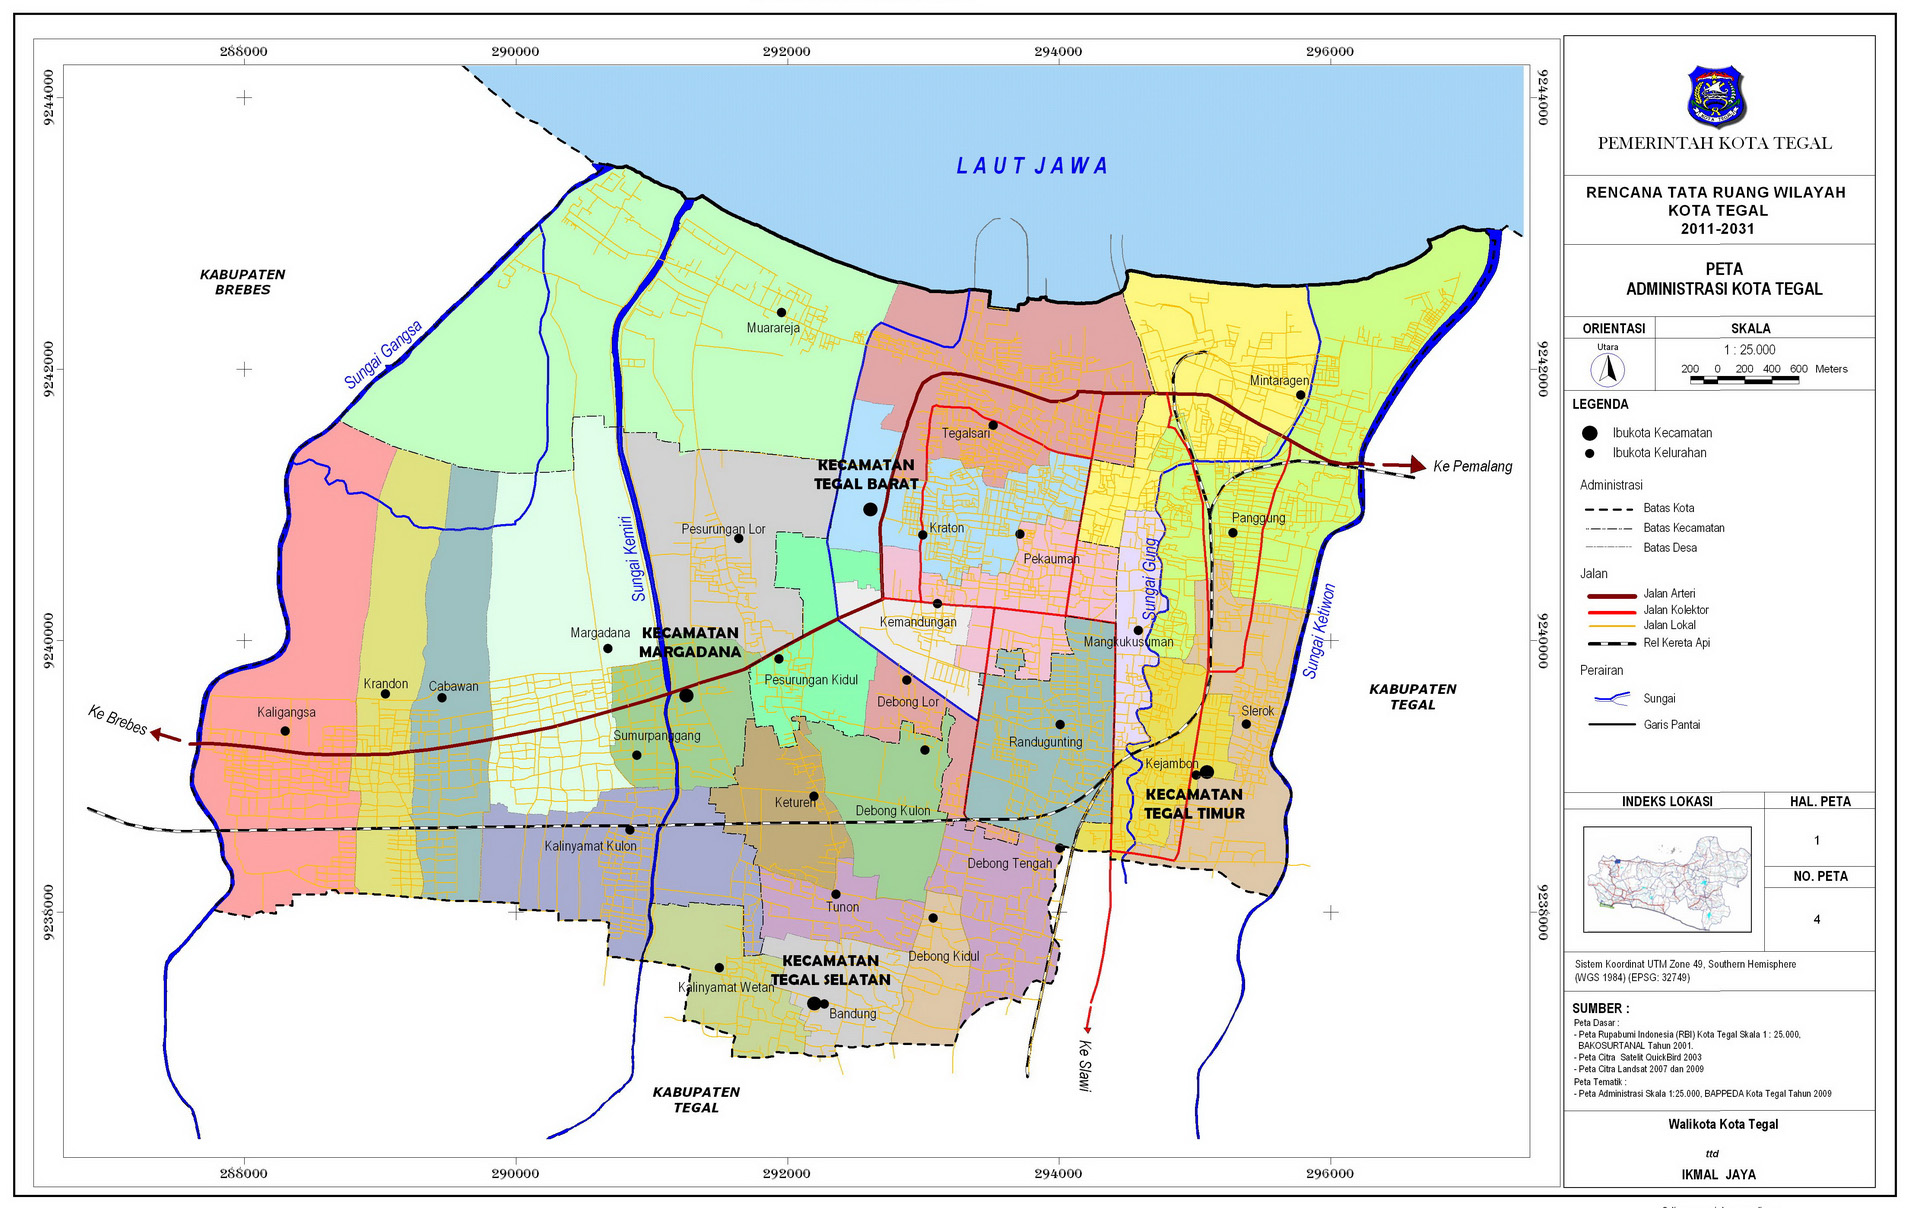 288000
290000
292000
294000
296000
9244000
9242000
9240000
9238000
9244000
9242000
9240000
9238000
288000
290000
292000
294000
296000
LAUT JAWA
KABUPATEN
BREBES
Sungai Gangsa
Muarareja
Mintaragen
Tegalsari
KECAMATAN
TEGAL BARAT
Ke Pemalang
Pesurungan Lor
Kraton
Panggung
Sungai Kemiri
Pekauman
Sungai Gung
Kemandungan
Margadana
KECAMATAN
MARGADANA
Mangkukusuman
Sungai Ketiwon
Krandon
Cabawan
Pesurungan Kidul
Debong Lor
KABUPATEN
TEGAL
Kaligangsa
Ke Brebes
Slerok
Sumurpanggang
Randugunting
Kejambon
Keturen
Debong Kulon
KECAMATAN
TEGAL TIMUR
Kalinyamat Kulon
Debong Tengah
Tunon
Debong Kidul
KECAMATAN
TEGAL SELATAN
Kalinyamat Wetan
Bandung
Ke Slawi
KABUPATEN
TEGAL
KOTA TEGAL
PEMERINTAH KOTA TEGAL
RENCANA TATA RUANG WILAYAH
KOTA TEGAL
2011-2031
PETA
ADMINISTRASI KOTA TEGAL
ORIENTASI
SKALA
Utara
1 : 25.000
200 0 200 400 600 Meters
LEGENDA
Ibukota Kecamatan
Ibukota Kelurahan
Administrasi
Batas Kota
Batas Kecamatan
Batas Desa
Jalan
Jalan Arteri
Jalan Kolektor
Jalan Lokal
Rel Kereta Api
Perairan
Sungai
Garis Pantai
INDEKS LOKASI
HAL. PETA
1
NO. PETA
4
Sistem Koordinat UTM Zone 49, Southern Hemisphere
(WGS 1984) (EPSG: 32749)
SUMBER :
Peta Dasar :
- Peta Rupabumi Indonesia (RBI) Kota Tegal Skala 1 : 25.000,
BAKOSURTANAL Tahun 2001.
- Peta Citra Satelit QuickBird 2003
- Peta Citra Landsat 2007 dan 2009
Peta Tematik :
- Peta Administrasi Skala 1:25.000, BAPPEDA Kota Tegal Tahun 2009
Walikota Kota Tegal
ttd
IKMAL JAYA